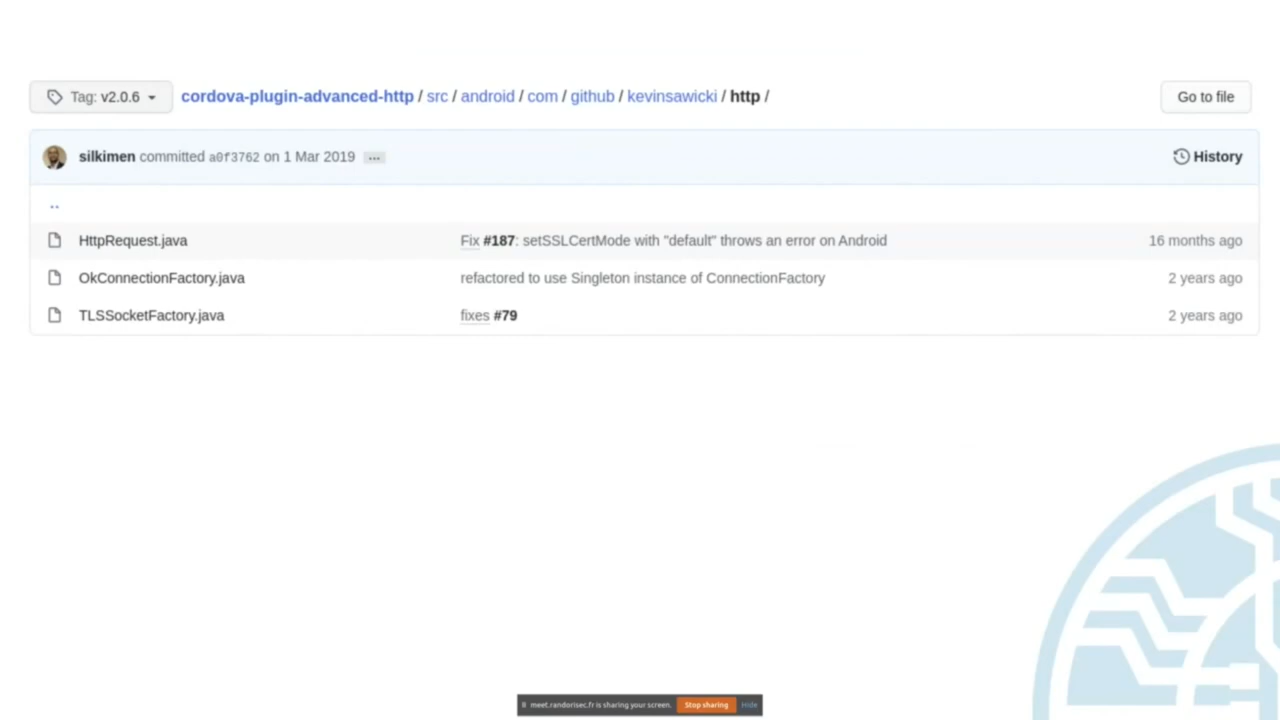 Tag: v2.0.6 cordova-plugin-advanced-http / src / android / com / github / kevinsawicki / http / Go to file
silkimen committed a0f3762 on 1 Mar 2019 ... History
..
HttpRequest.java Fix #187: setSSLCertMode with "default" throws an error on Android 16 months ago
OkConnectionFactory.java refactored to use Singleton instance of ConnectionFactory 2 years ago
TLSSocketFactory.java fixes #79 2 years ago
meet.randorisec.fr is sharing your screen. Stop sharing Hide